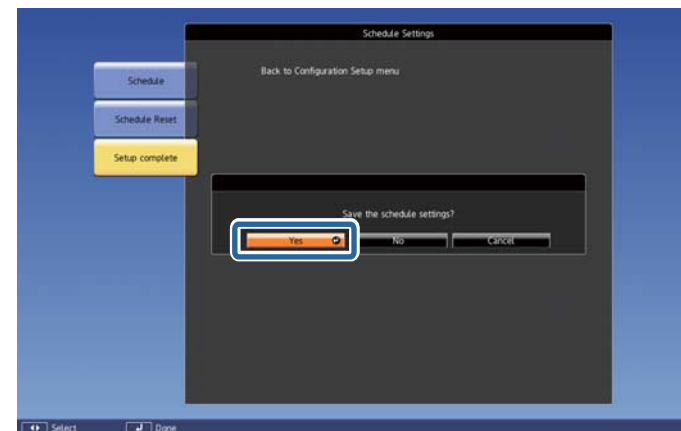 Schedule Settings
Schedule
Back to Configuration Setup menu
Schedule Reset
Setup complete
Save the schedule settings?
Yes No Cancel
Select Done